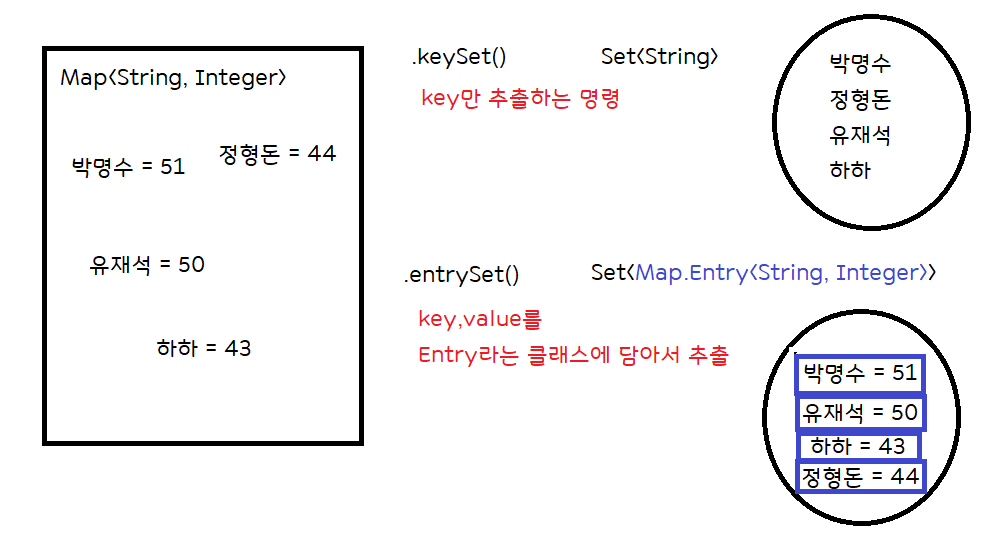 Map<String, Integer>
박명수 = 51
정형돈 = 44
유재석 = 50
하하 = 43
.keySet()
Set<String>
key만 추출하는 명령
박명수
정형돈
유재석
하하
.entrySet()
Set<Map.Entry<String, Integer>>
key,value를
Entry라는 클래스에 담아서 추출
박명수 = 51
유재석 = 50
하하 = 43
정형돈 = 44